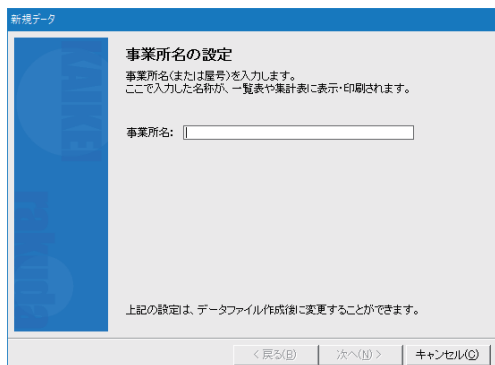 新規データ
KAIKEI
rakuda
事業所名の設定
事業所名(または屋号)を入力します。
ここで入力した名称が、一覧表や集計表に表示・印刷されます。
事業所名:
上記の設定は、データファイル作成後に変更することができます。
< 戻る(B)
次へ(N) >
キャンセル(C)